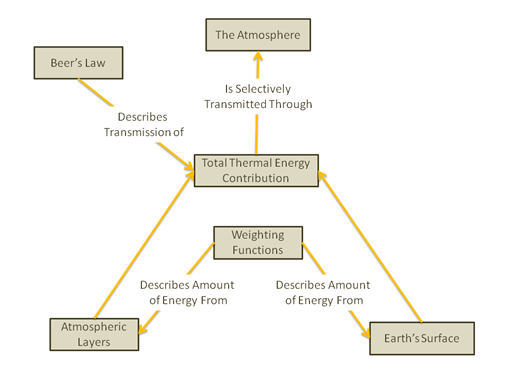 The Atmosphere
Beer's Law
Is Selectively
Transmitted Through
Describes
Transmission of
Total Thermal Energy
Contribution
Weighting
Functions
Describes Amount
of Energy From
Describes Amount
of Energy From
Atmospheric
Layers
Earth's Surface